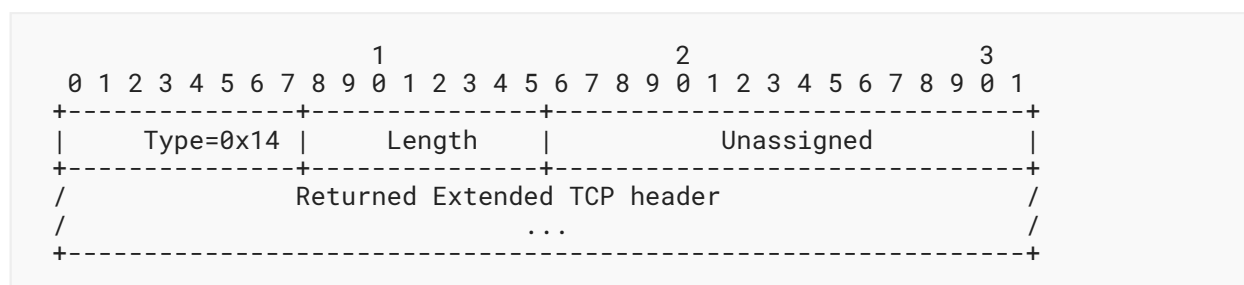 1                   2                   3
 0 1 2 3 4 5 6 7 8 9 0 1 2 3 4 5 6 7 8 9 0 1 2 3 4 5 6 7 8 9 0 1
+---------------+---------------+-------------------------------+
|     Type=0x14 |     Length    |           Unassigned          |
+---------------+---------------+-------------------------------+
/               Returned Extended TCP header                    /
/                              ...                              /
+---------------------------------------------------------------+